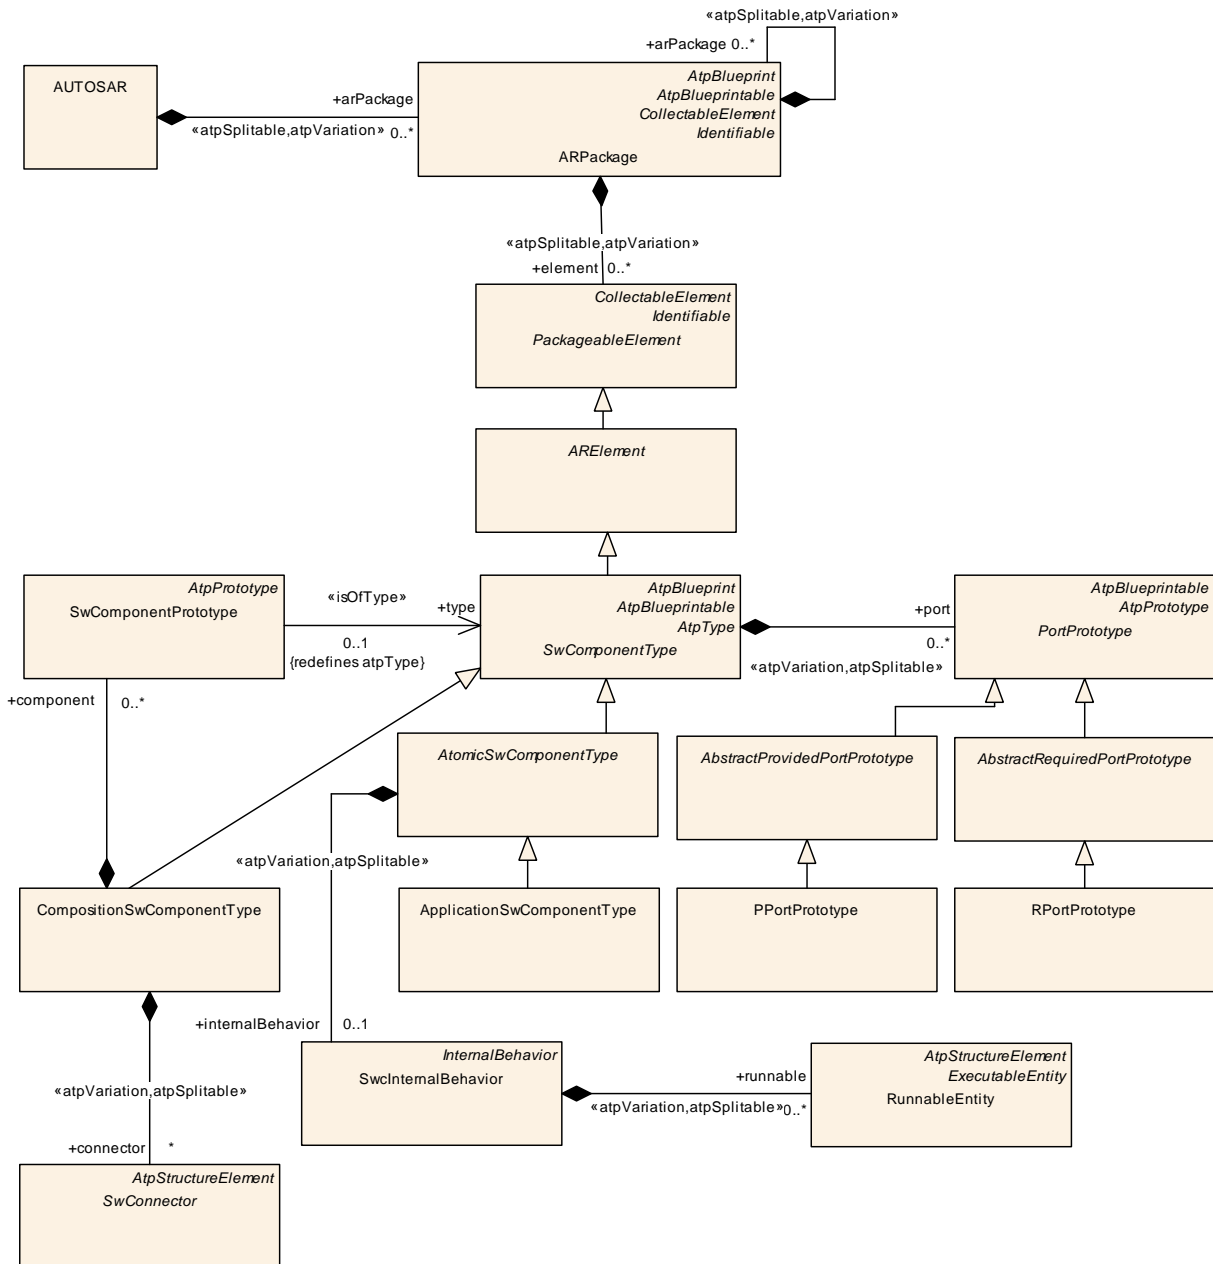 «atpSplitable,atpVariation»
+arPackage 0..*
AUTOSAR
AtpBlueprint
AtpBlueprintable
CollectableElement
Identifiable
ARPackage
+arPackage
«atpSplitable,atpVariation» 0..*
«atpSplitable,atpVariation»
+element 0..*
CollectableElement
Identifiable
PackageableElement
ARElement
AtpPrototype
SwComponentPrototype
«isOfType»
+type
0..1
{redefines atpType}
AtpBlueprint
AtpBlueprintable
AtpType
SwComponentType
+port
0..*
«atpVariation,atpSplitable»
AtpBlueprintable
AtpPrototype
PortPrototype
+component 0..*
AtomicSwComponentType
AbstractProvidedPortPrototype
AbstractRequiredPortPrototype
«atpVariation,atpSplitable»
CompositionSwComponentType
ApplicationSwComponentType
PPortPrototype
RPortPrototype
+internalBehavior 0..1
InternalBehavior
SwcInternalBehavior
+runnable
«atpVariation,atpSplitable» 0..*
AtpStructureElement
ExecutableEntity
RunnableEntity
«atpVariation,atpSplitable»
+connector *
AtpStructureElement
SwConnector